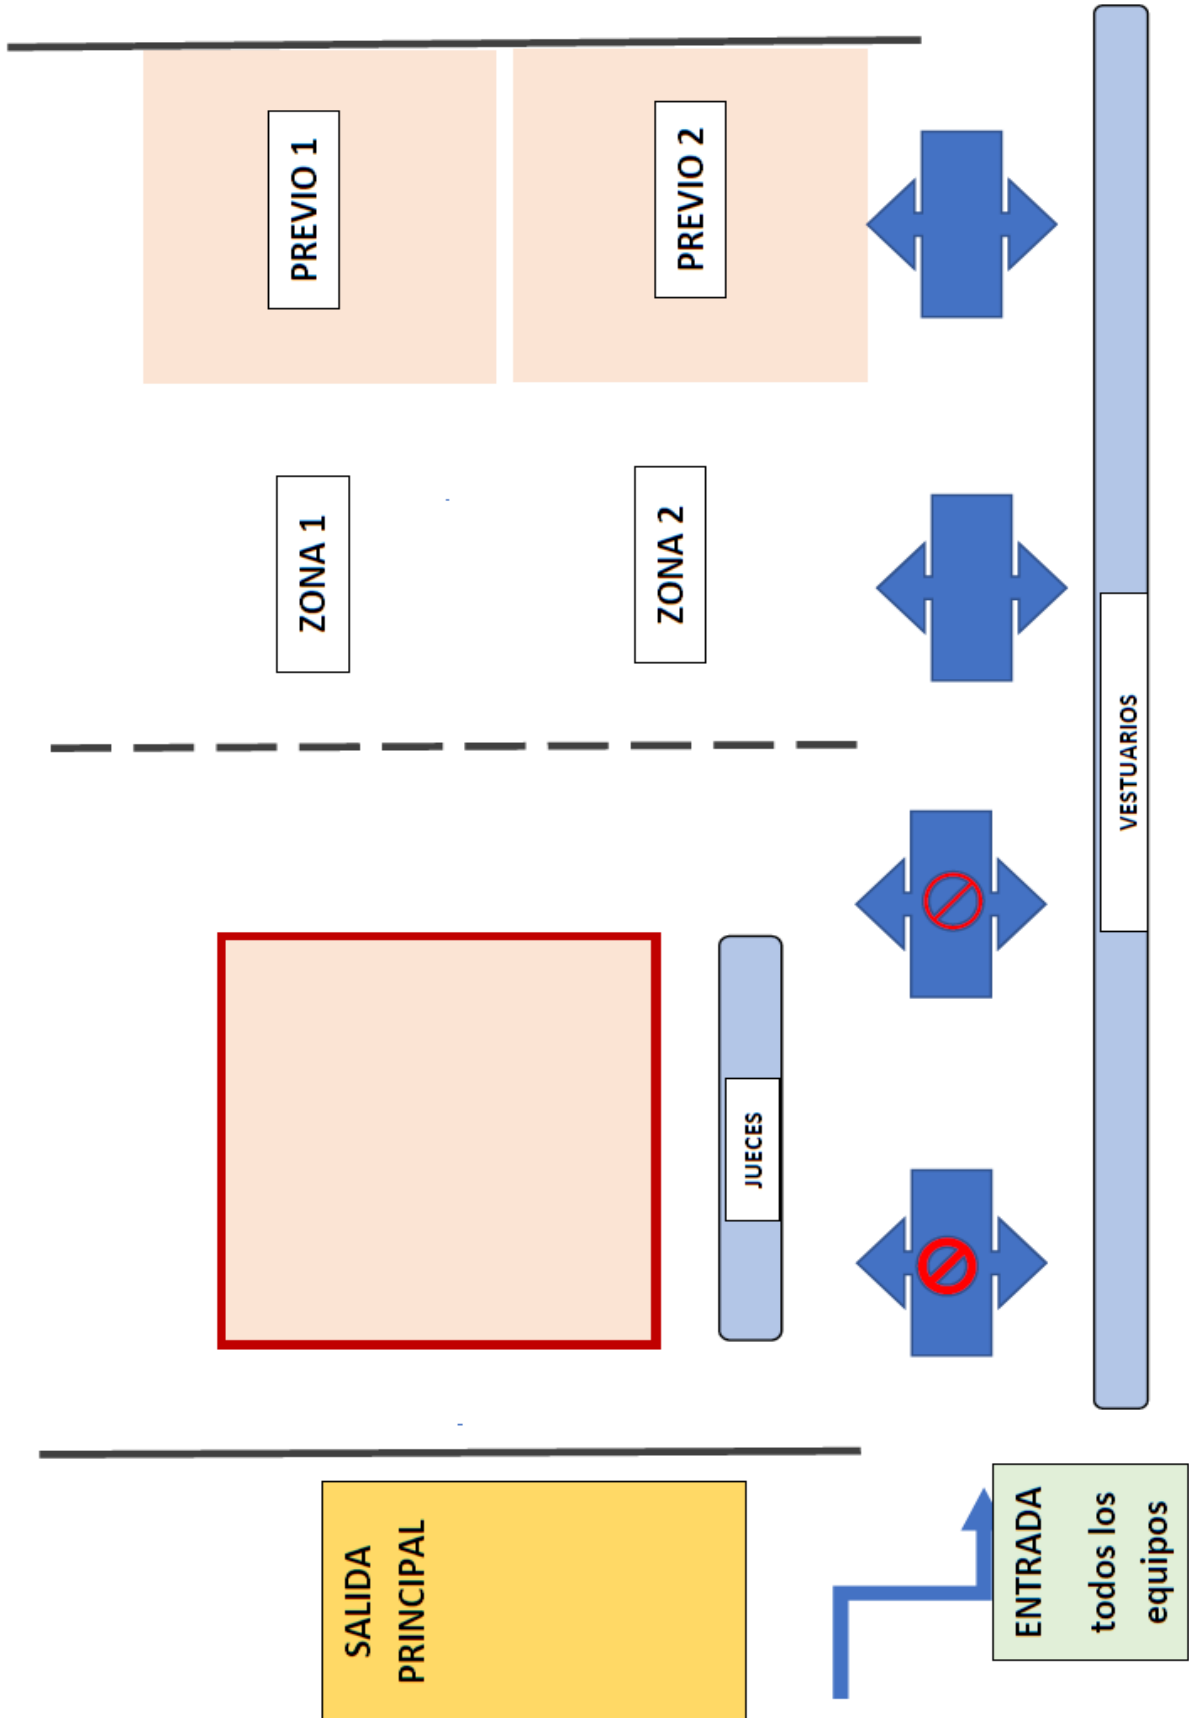 PREVIO 1
PREVIO 2
ZONA 1
ZONA 2
VESTUARIOS
JUECES
SALIDA
PRINCIPAL
ENTRADA
todos los
equipos